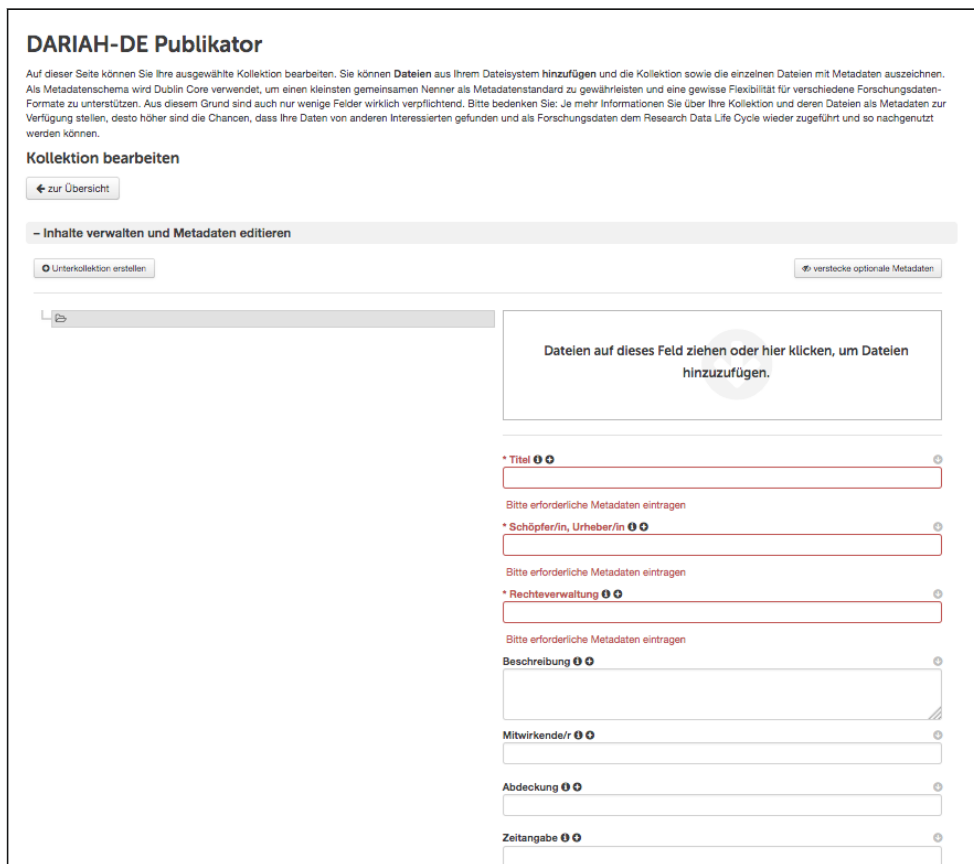 DARIAH-DE Publikator
Auf dieser Seite können Sie Ihre ausgewählte Kollektion bearbeiten. Sie können Dateien aus Ihrem Dateisystem hinzufügen und die Kollektion sowie die einzelnen Dateien mit Metadaten auszeichnen.
Als Metadatenschema wird Dublin Core verwendet, um einen kleinsten gemeinsamen Nenner als Metadatenstandard zu gewährleisten und eine gewisse Flexibilität für verschiedene Forschungsdaten-
Formate zu unterstützen. Aus diesem Grund sind auch nur wenige Felder wirklich verpflichtend. Bitte bedenken Sie: Je mehr Informationen Sie über Ihre Kollektion und deren Dateien als Metadaten zur
Verfügung stellen, desto höher sind die Chancen, dass Ihre Daten von anderen Interessierten gefunden und als Forschungsdaten dem Research Data Life Cycle wieder zugeführt und so nachgenutzt
werden können.
Kollektion bearbeiten
zur Übersicht
– Inhalte verwalten und Metadaten editieren
Unterkollektion erstellen
verstecke optionale Metadaten
Dateien auf dieses Feld ziehen oder hier klicken, um Dateien
hinzuzufügen.
* Titel
Bitte erforderliche Metadaten eintragen
* Schöpfer/in, Urheber/in
Bitte erforderliche Metadaten eintragen
* Rechteverwaltung
Bitte erforderliche Metadaten eintragen
Beschreibung
Mitwirkende/r
Abdeckung
Zeitangabe